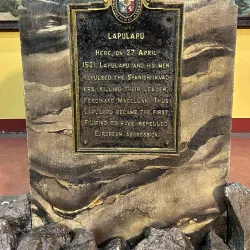 LAPULAPU
HERE, ON 27 APRIL
1521, LAPULAPU AND HIS MEN
REPULSED THE SPANISH INVAD-
ERS, KILLING THEIR LEADER,
FERDINAND MAGELLAN. THUS,
LAPULAPU BECAME THE FIRST
FILIPINO TO HAVE REPELLED
EUROPEAN AGGRESSION.